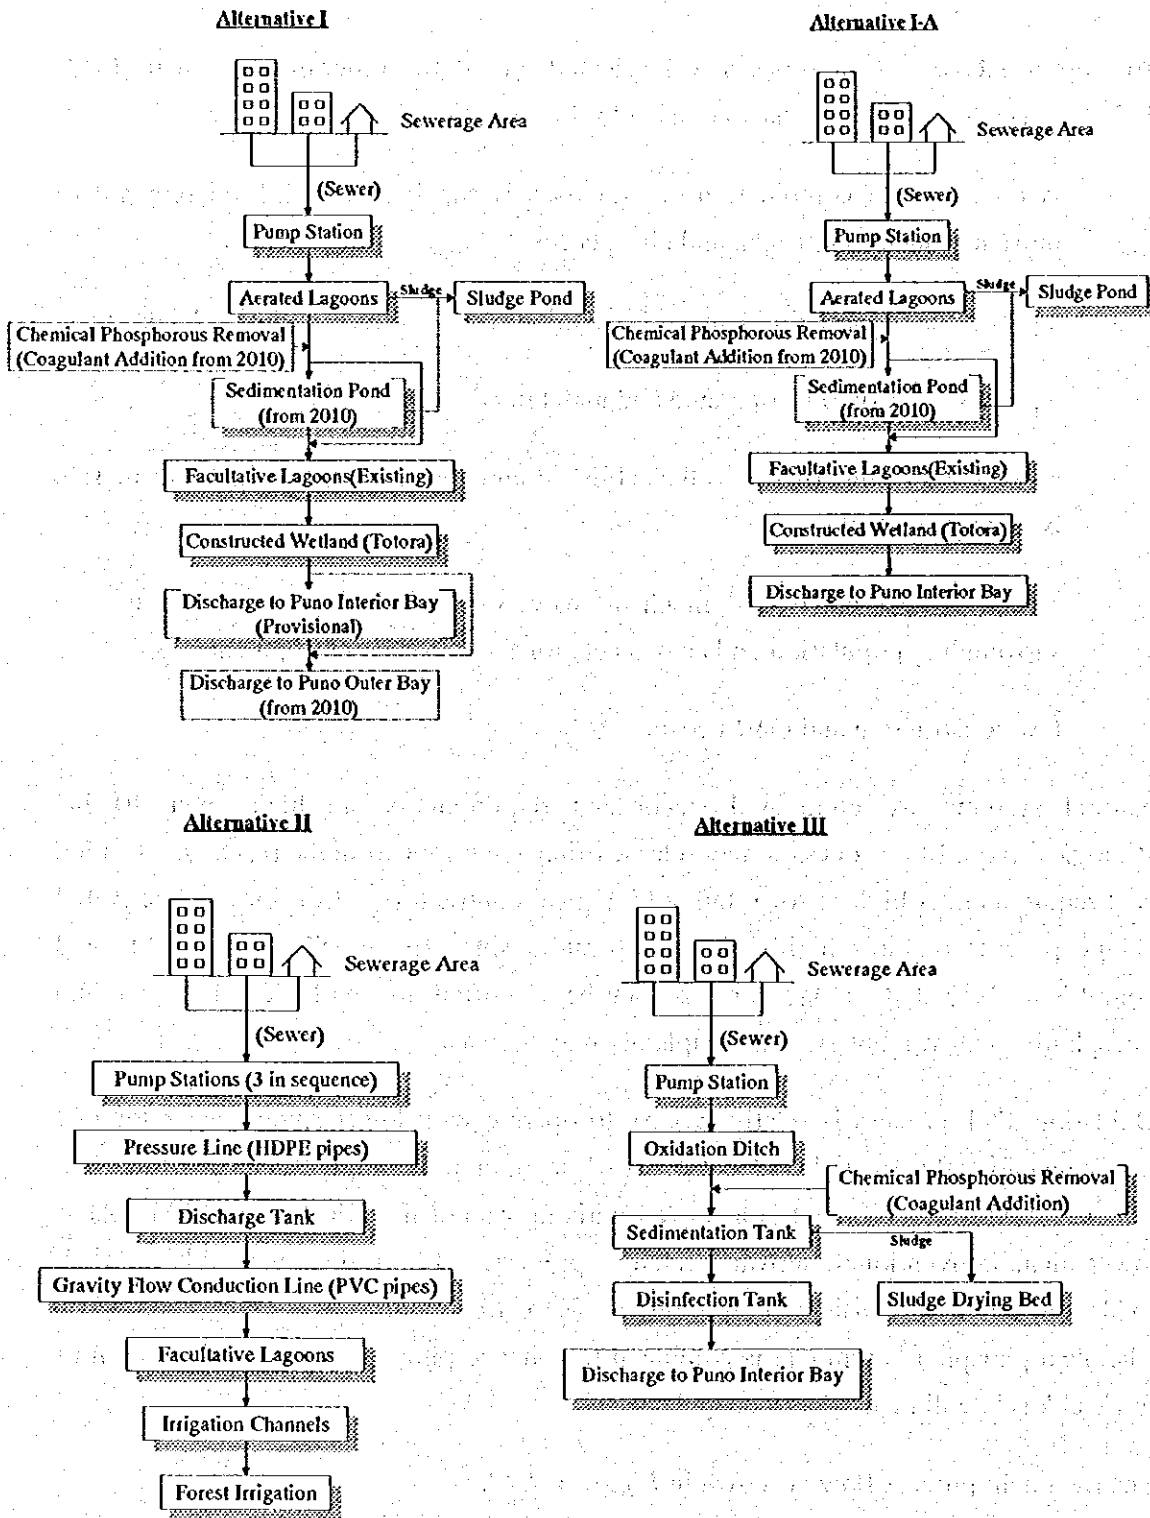 Alternative I
Sewerage Area
(Sewer)
Pump Station
Aerated Lagoons
Sludge
Sludge Pond
Chemical Phosphorous Removal
(Coagulant Addition from 2010)
Sedimentation Pond
(from 2010)
Facultative Lagoons(Existing)
Constructed Wetland (Totora)
Discharge to Puno Interior Bay
(Provisional)
Discharge to Puno Outer Bay
(from 2010)
Alternative I-A
Sewerage Area
(Sewer)
Pump Station
Aerated Lagoons
Sludge
Sludge Pond
Chemical Phosphorous Removal
(Coagulant Addition from 2010)
Sedimentation Pond
(from 2010)
Facultative Lagoons(Existing)
Constructed Wetland (Totora)
Discharge to Puno Interior Bay
Alternative II
Sewerage Area
(Sewer)
Pump Stations (3 in sequence)
Pressure Line (HDPE pipes)
Discharge Tank
Gravity Flow Conduction Line (PVC pipes)
Facultative Lagoons
Irrigation Channels
Forest Irrigation
Alternative III
Sewerage Area
(Sewer)
Pump Station
Oxidation Ditch
Chemical Phosphorous Removal
(Coagulant Addition)
Sedimentation Tank
Sludge
Disinfection Tank
Sludge Drying Bed
Discharge to Puno Interior Bay